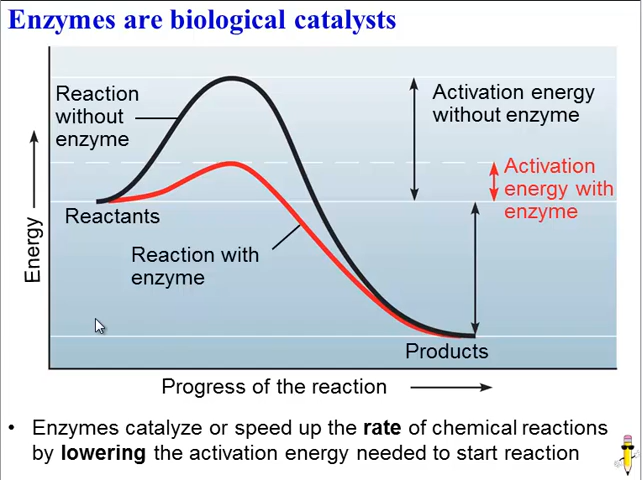 Enzymes are biological catalysts
Reaction
without
enzyme
Activation energy
without enzyme
Activation
energy with
enzyme
Reactants
Reaction with
enzyme
Energy
Products
Progress of the reaction
• Enzymes catalyze or speed up the rate of chemical reactions
by lowering the activation energy needed to start reaction